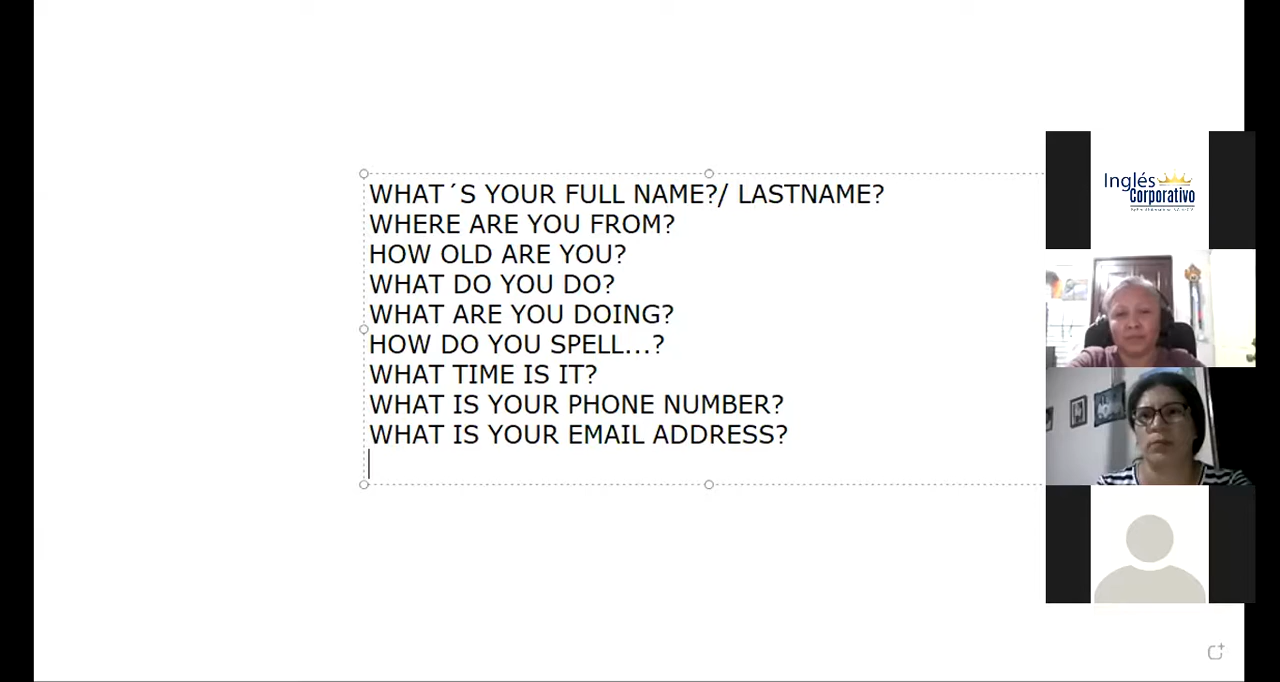 WHAT´S YOUR FULL NAME?/ LASTNAME?
WHERE ARE YOU FROM?
HOW OLD ARE YOU?
WHAT DO YOU DO?
WHAT ARE YOU DOING?
HOW DO YOU SPELL...?
WHAT TIME IS IT?
WHAT IS YOUR PHONE NUMBER?
WHAT IS YOUR EMAIL ADDRESS?
Inglés
Corporativo